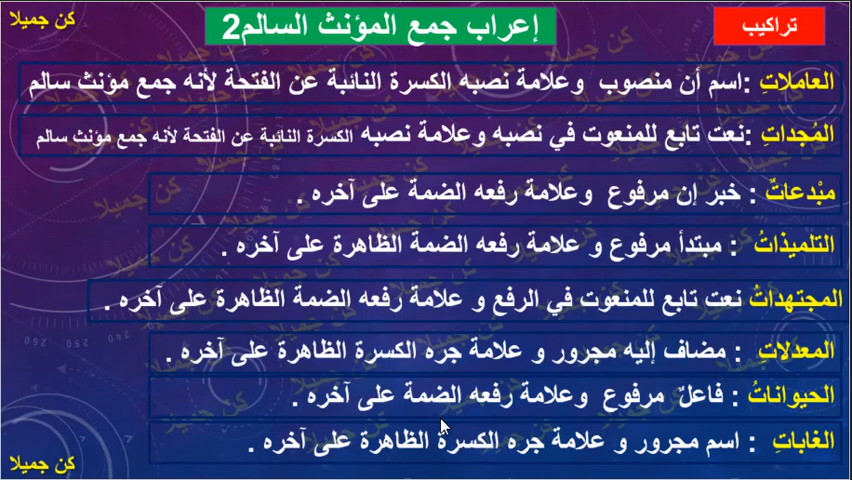 كن جميلا
إعراب جمع المؤنث السالم2
تراكيب
العاملاتِ :اسم أن منصوب وعلامة نصبه الكسرة النائبة عن الفتحة لأنه جمع مؤنث سالم
المُجداتِ :نعت تابع للمنعوت في نصبه وعلامة نصبه الكسرة النائبة عن الفتحة لأنه جمع مؤنث سالم
مبْدعاتٌ : خبر إن مرفوع وعلامة رفعه الضمة على آخره .
التلميذاتُ : مبتدأ مرفوع و علامة رفعه الضمة الظاهرة على آخره .
المجتهداتُ نعت تابع للمنعوت في الرفع و علامة رفعه الضمة الظاهرة على آخره .
المعدلاتِ : مضاف إليه مجرور و علامة جره الكسرة الظاهرة على آخره .
الحيواناتُ : فاعلٌ مرفوع وعلامة رفعه الضمة على آخره .
الغاباتِ : اسم مجرور و علامة جره الكسرة الظاهرة على آخره .
كن جميلا